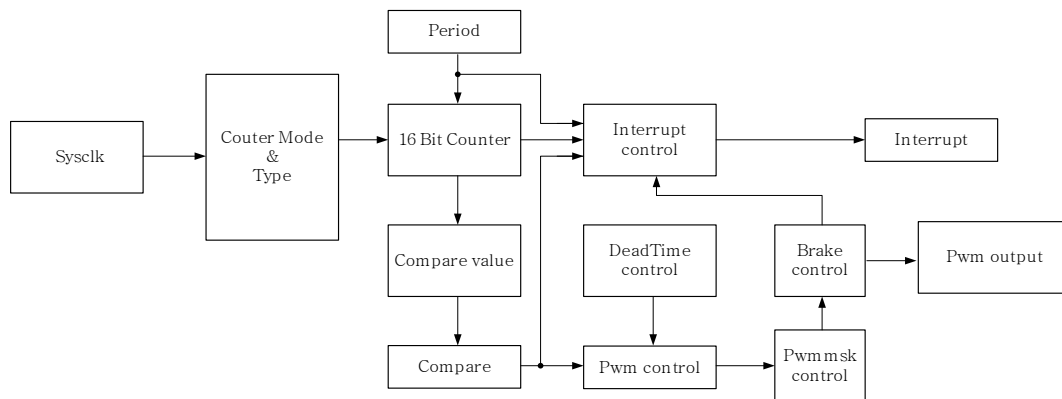 Period
Sysclk
Couter Mode
&
Type
16 Bit Counter
Interrupt
control
Interrupt
Compare value
DeadTime
control
Brake
control
Pwm output
Compare
Pwm control
Pwmmsk
control